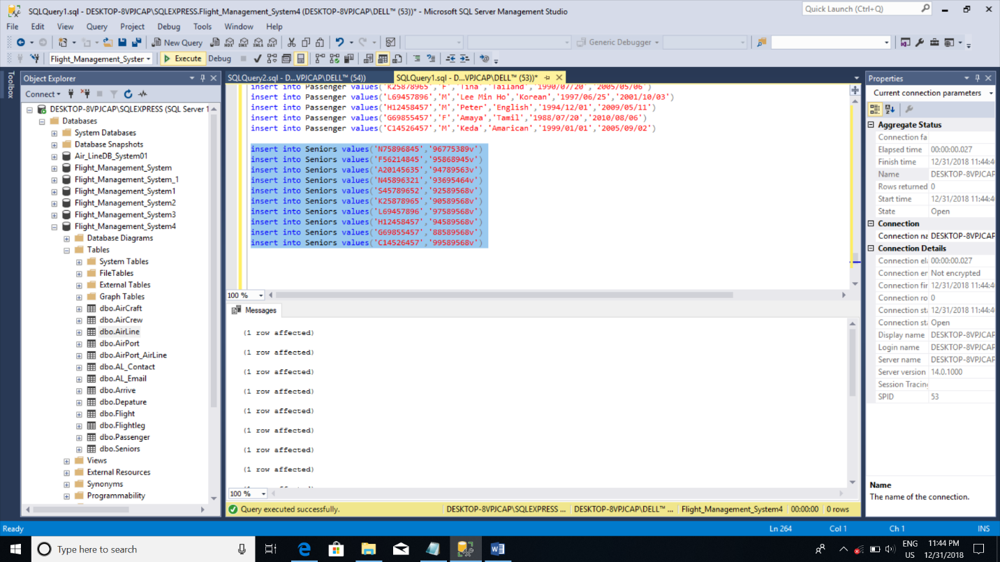 SQLQuery1.sql - DESKTOP-8VPJCAP\SQLEXPRESS.Flight_Management_System4 (DESKTOP-8VPJCAP\DELL™ (53))* - Microsoft SQL Server Management Studio
Quick Launch (Ctrl+Q)
File Edit View Query Project Debug Tools Window Help
New Query
Generic Debugger
Flight_Management_Syster
Execute
Debug
Toolbox
Object Explorer
Connect
DESKTOP-8VPJCAP\SQLEXPRESS (SQL Server 1
Databases
System Databases
Database Snapshots
Air_LineDB_System01
Flight_Management_System
Flight_Management_System_1
Flight_Management_System1
Flight_Management_System2
Flight_Management_System3
Flight_Management_System4
Database Diagrams
Tables
System Tables
FileTables
External Tables
Graph Tables
dbo.AirCraft
dbo.AirCrew
dbo.AirLine
dbo.AirPort
dbo.AirPort_AirLine
dbo.AL_Contact
dbo.AL_Email
dbo.Arrive
dbo.Depature
dbo.Flight
dbo.Flightleg
dbo.Passenger
dbo.Seniors
Views
External Resources
Synonyms
Programmability
SQLQuery2.sql - D...VPJCAP\DELL™ (54))
SQLQuery1.sql - D...VPJCAP\DELL™ (53))*
insert into Passenger values('K25878965','F','Tina','Tailand','1990/07/20','2005/05/06')
insert into Passenger values('L69457896','M','Lee Min Ho','Korean','1997/06/25','2001/10/03')
insert into Passenger values('H12458457','M','Peter','English','1994/12/01','2009/05/11')
insert into Passenger values('G69855457','F','Amaya','Tamil','1988/07/20','2010/08/06')
insert into Passenger values('C14526457','M','Keda','Amarican','1999/01/01','2005/09/02')
insert into Seniors values('N75896845','96775389v')
insert into Seniors values('F56214845','95868945v')
insert into Seniors values('A20145635','94789563v')
insert into Seniors values('N45896321','93695464v')
insert into Seniors values('S45789652','92589568v')
insert into Seniors values('K25878965','90589568v')
insert into Seniors values('L69457896','97589568v')
insert into Seniors values('H12458457','94589568v')
insert into Seniors values('G69855457','88589568v')
insert into Seniors values('C14526457','99589568v')
100 %
Messages
(1 row affected)
(1 row affected)
(1 row affected)
(1 row affected)
(1 row affected)
(1 row affected)
(1 row affected)
(1 row affected)
100 %
Query executed successfully.
DESKTOP-8VPJCAP\SQLEXPRESS ...
DESKTOP-8VPJCAP\DELL™ ...
Flight_Management_System4
00:00:00
0 rows
Properties
Current connection parameters
Aggregate Status
Connection fa
Elapsed time 00:00:00.027
Finish time 12/31/2018 11:44:4
Name DESKTOP-8VPJCAP
Rows returned 0
Start time 12/31/2018 11:44:4
State Open
Connection
Connection na DESKTOP-8VPJCAP
Connection Details
Connection el 00:00:00.027
Connection er Not encrypted
Connection fir 12/31/2018 11:44:4
Connection ro 0
Connection st 12/31/2018 11:44:4
Connection st Open
Display name DESKTOP-8VPJCAP
Login name DESKTOP-8VPJCAP
Server name DESKTOP-8VPJCAP
Server version 14.0.1000
Session Tracin
SPID 53
Name
The name of the connection.
Ready
Ln 264
Col 1
Ch 1
INS
Type here to search
ENG
US
11:44 PM
12/31/2018